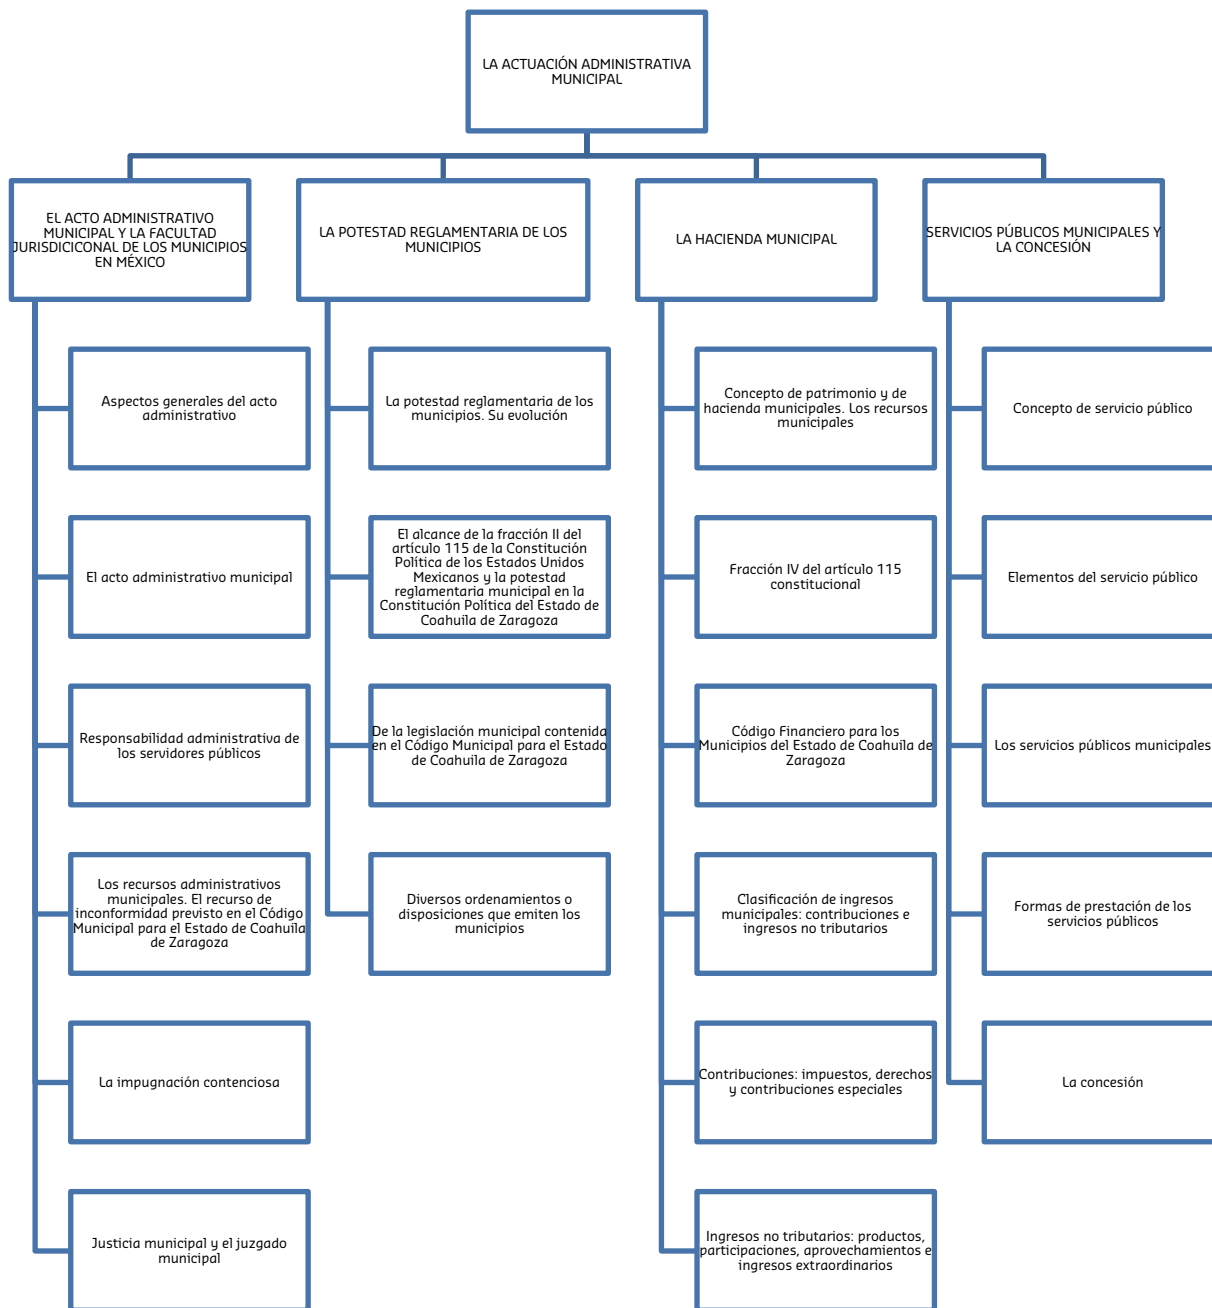 LA ACTUACIÓN ADMINISTRATIVA
MUNICIPAL
EL ACTO ADMINISTRATIVO
MUNICIPAL Y LA FACULTAD
JURISDICICONAL DE LOS MUNICIPIOS
EN MÉXICO
Aspectos generales del acto
administrativo
El acto administrativo municipal
Responsabilidad administrativa de
los servidores públicos
Los recursos administrativos
municipales. El recurso de
inconformidad previsto en el Código
Municipal para el Estado de Coahuila
de Zaragoza
La impugnación contenciosa
Justicia municipal y el juzgado
municipal
LA POTESTAD REGLAMENTARIA DE LOS
MUNICIPIOS
La potestad reglamentaria de los
municipios. Su evolución
El alcance de la fracción II del
artículo 115 de la Constitución
Política de los Estados Unidos
Mexicanos y la potestad
reglamentaria municipal en la
Constitución Política del Estado de
Coahuila de Zaragoza
De la legislación municipal contenida
en el Código Municipal para el Estado
de Coahuila de Zaragoza
Diversos ordenamientos o
disposiciones que emiten los
municipios
LA HACIENDA MUNICIPAL
Concepto de patrimonio y de
hacienda municipales. Los recursos
municipales
Fracción IV del artículo 115
constitucional
Código Financiero para los
Municipios del Estado de Coahuila de
Zaragoza
Clasificación de ingresos
municipales: contribuciones e
ingresos no tributarios
Contribuciones: impuestos, derechos
y contribuciones especiales
Ingresos no tributarios: productos,
participaciones, aprovechamientos e
ingresos extraordinarios
SERVICIOS PÚBLICOS MUNICIPALES Y
LA CONCESIÓN
Concepto de servicio público
Elementos del servicio público
Los servicios públicos municipales
Formas de prestación de los
servicios públicos
La concesión